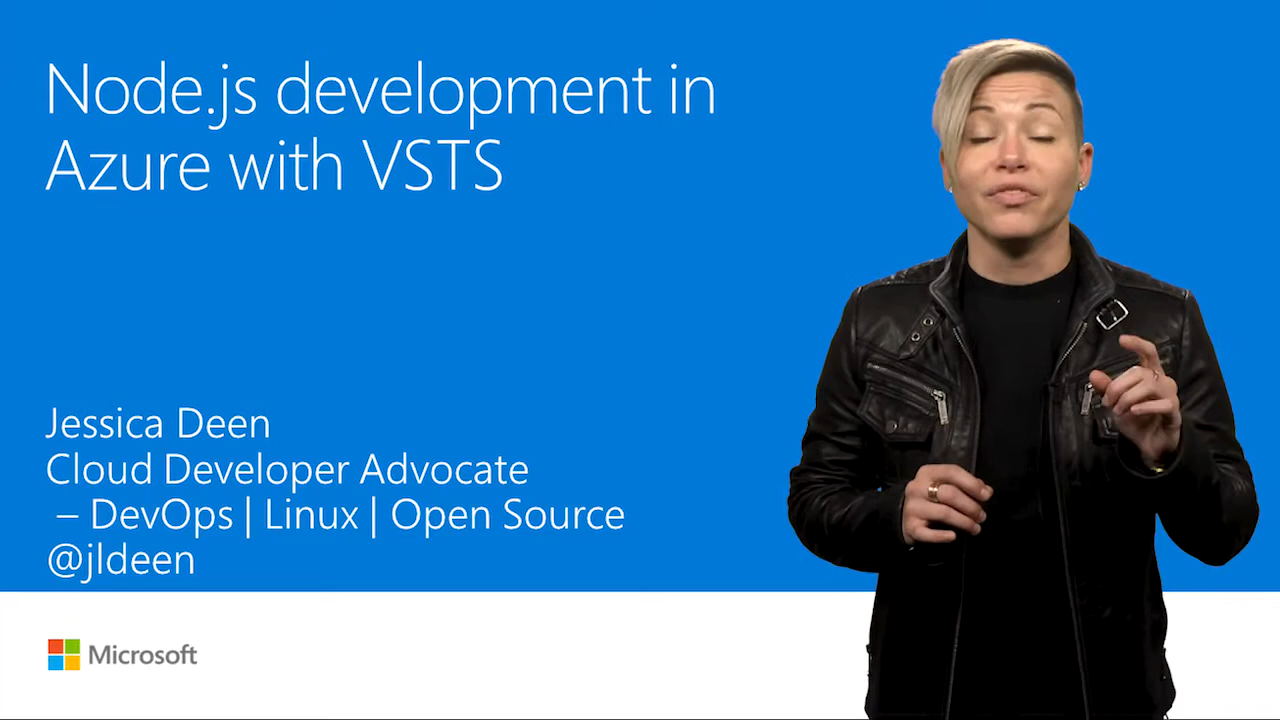 Node.js development in
Azure with VSTS
Jessica Deen
Cloud Developer Advocate
– DevOps | Linux | Open Source
@jldeen
Microsoft